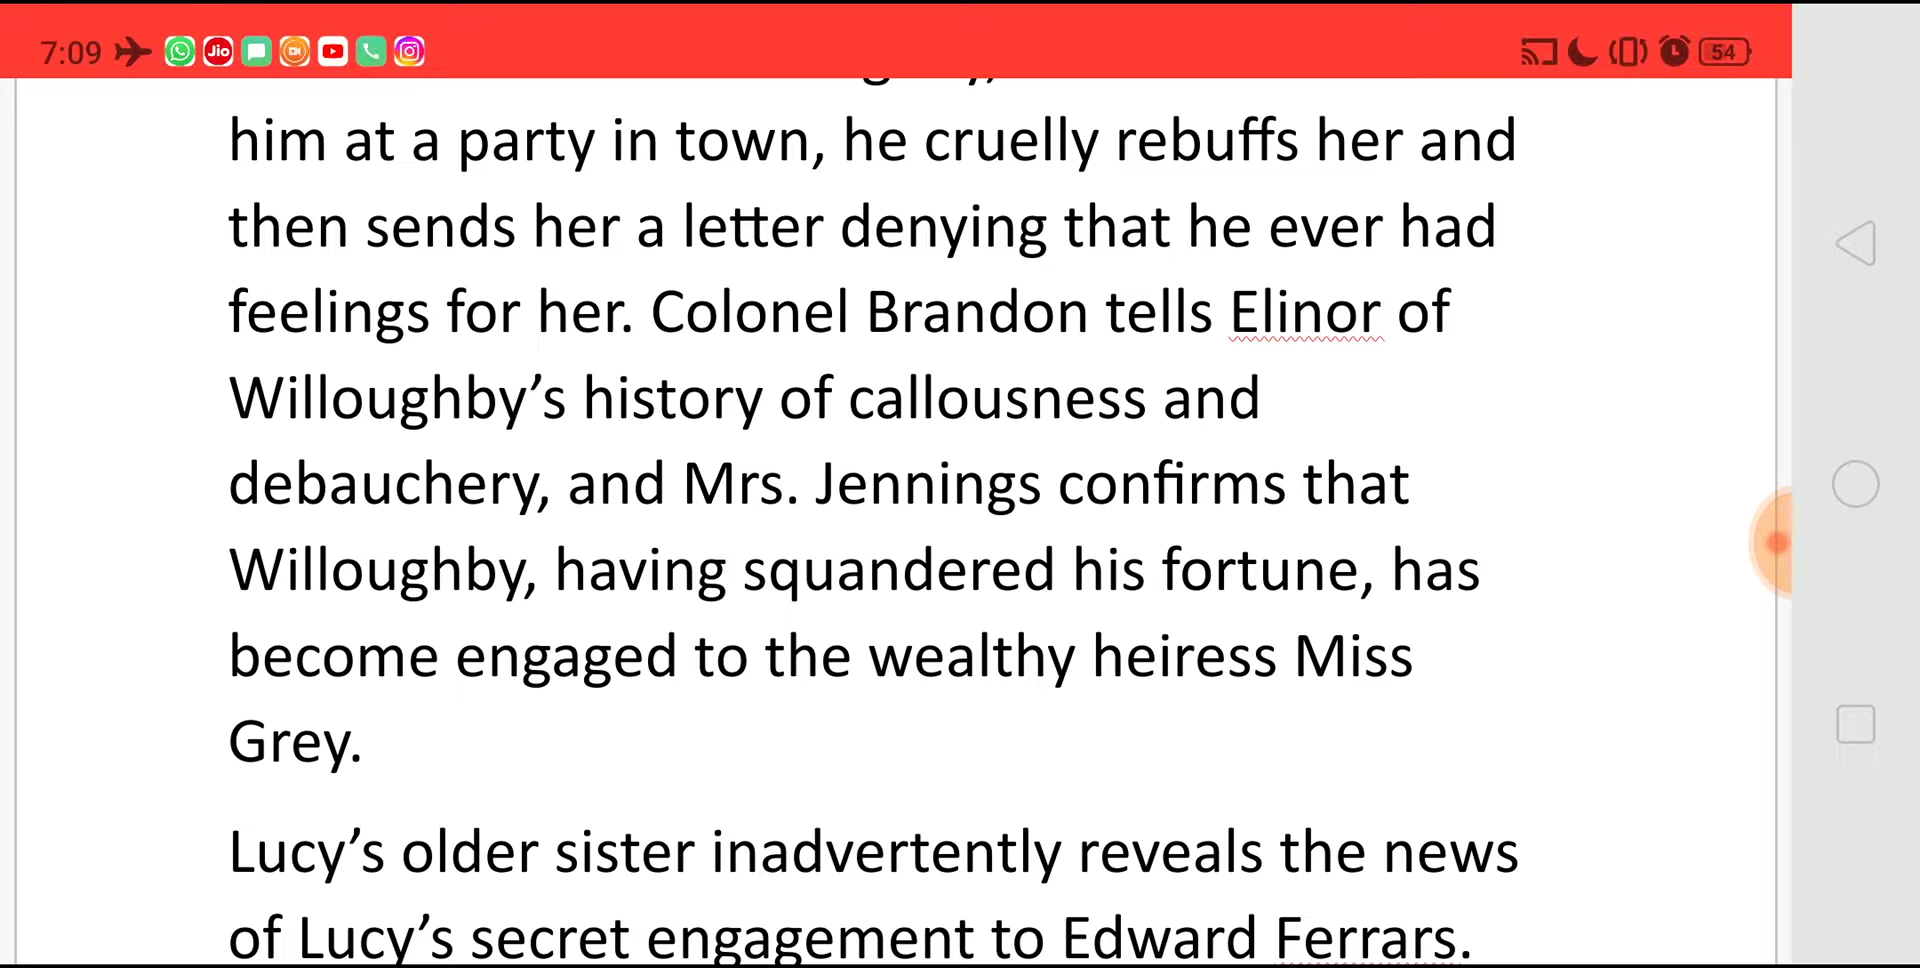 7:09 Jio 54
him at a party in town, he cruelly rebuffs her and
then sends her a letter denying that he ever had
feelings for her. Colonel Brandon tells Elinor of
Willoughby’s history of callousness and
debauchery, and Mrs. Jennings confirms that
Willoughby, having squandered his fortune, has
become engaged to the wealthy heiress Miss
Grey.
Lucy’s older sister inadvertently reveals the news
of Lucy’s secret engagement to Edward Ferrars.